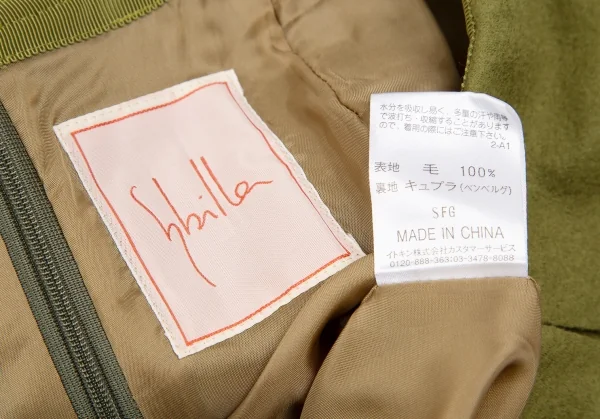 Sybilla
水分を吸収し易く、多量の汗や雨等
で波打ち・収縮することがあります
ので、着用の際にはご注意下さい。
2-A1
表地 毛 100%
裏地 キュプラ(ベンベルグ)
SFG
MADE IN CHINA
イトキン株式会社カスタマーサービス
0120-888-363:03-3478-8088